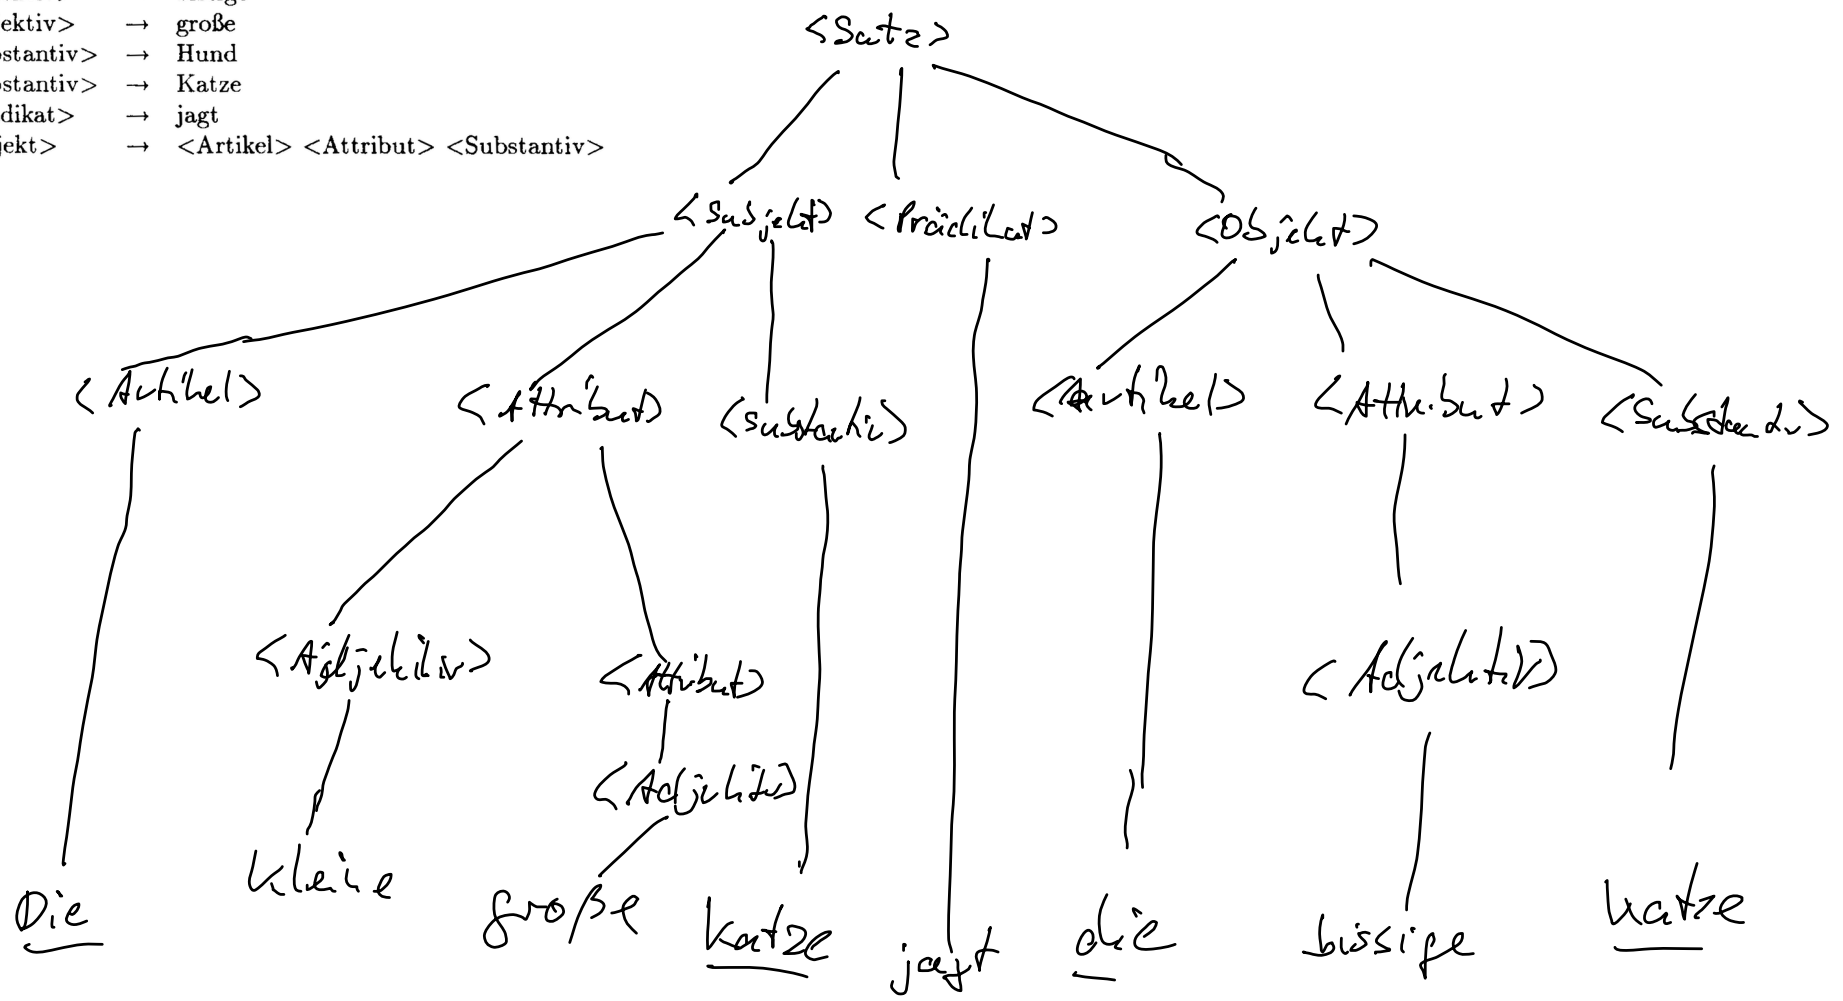 ektiv> → große
stantiv> → Hund
stantiv> → Katze
dikat> → jagt
jekt> → <Artikel> <Attribut> <Substantiv>
<Satz>
<Subjekt> <Prädikat> <Objekt>
<Artikel> <Attribut> <Substantiv> <Artikel> <Attribut> <Substantiv>
<Adjektiv> <Attribut> <Adjektiv>
<Adjektiv>
Die kleine große Katze jagt die bissige Katze